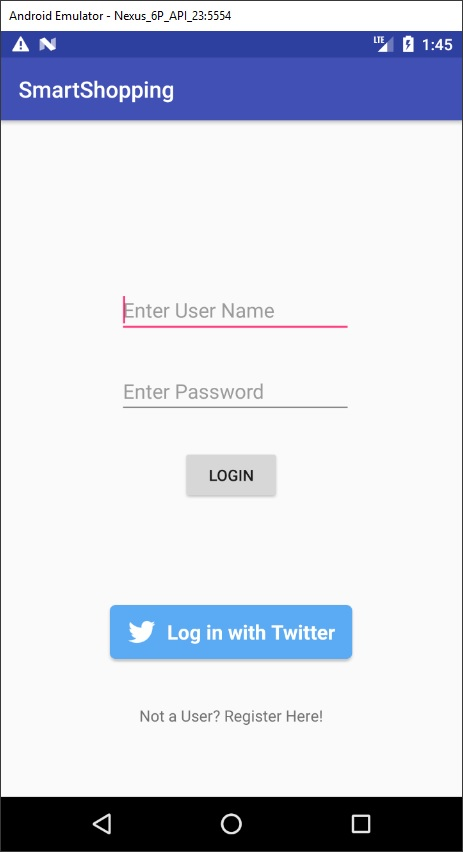 Android Emulator - Nexus_6P_API_23:5554
LTE 1:45
SmartShopping
Enter User Name
Enter Password
LOGIN
Log in with Twitter
Not a User? Register Here!